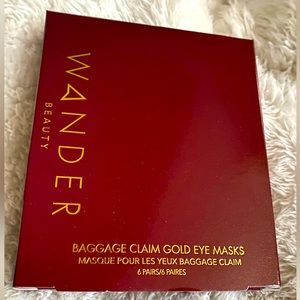 WANDER
BEAUTY
BAGGAGE CLAIM GOLD EYE MASKS
MASQUE POUR LES YEUX BAGGAGE CLAIM
6 PAIRS/6 PAIRES